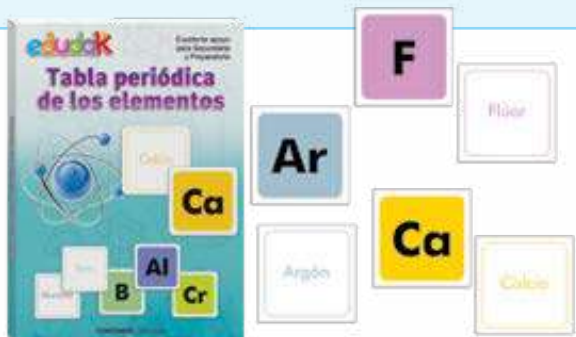 edudak
Excelente apoyo
para Secundaria
y Preparatoria
Tabla periódica
de los elementos
Calcio
Ca
Al
B
Cr
F
Flúor
Ar
Argón
Ca
Calcio